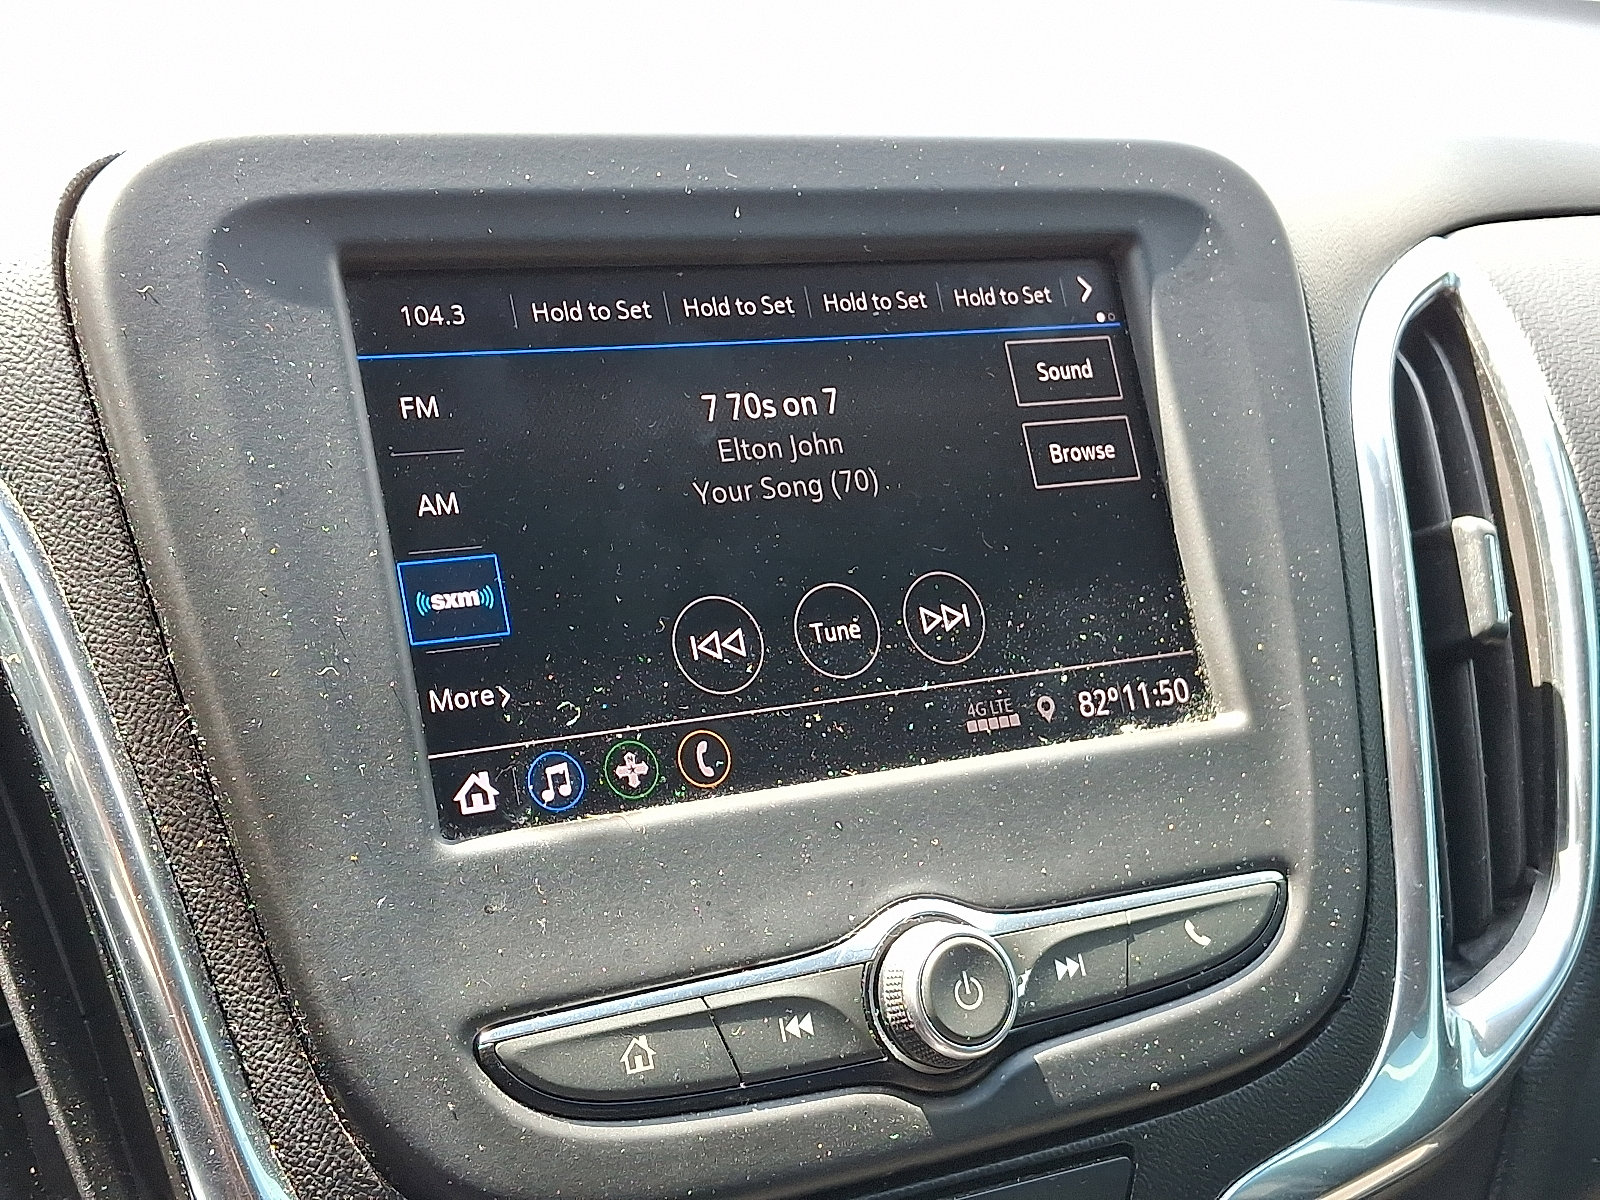 104.3 Hold to Set Hold to Set Hold to Set Hold to Set
Sound
FM
7 70s on 7
Elton John
Browse
Your Song (70)
AM
sxm
Tune
More
4G LTE
82° 11:50